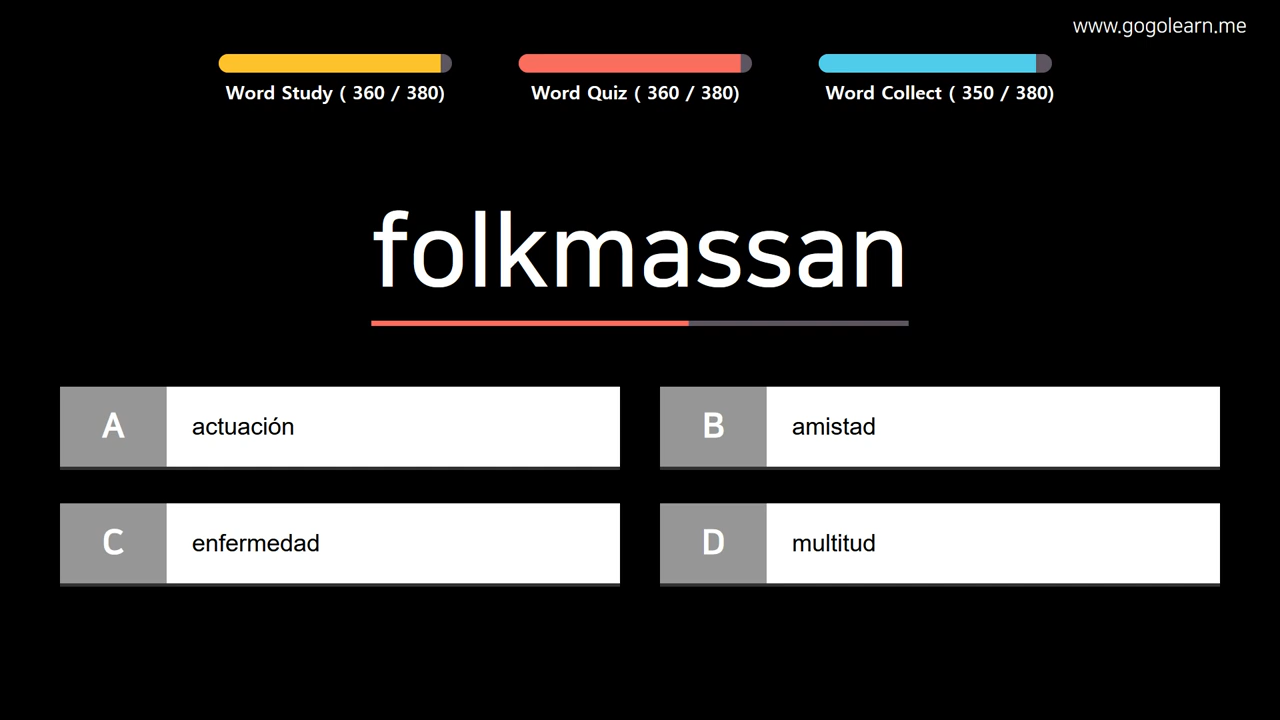 www.gogolearn.me
Word Study ( 360 / 380)
Word Quiz ( 360 / 380)
Word Collect ( 350 / 380)
folkmassan
A actuación
B amistad
C enfermedad
D multitud